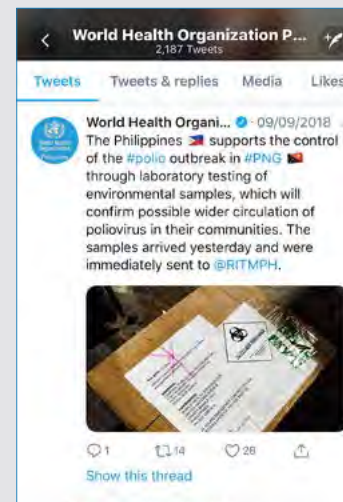 World Health Organization P...
2,187 Tweets
Tweets Tweets & replies Media Likes
World Health Organi... · 09/09/2018
The Philippines 🇵🇭 supports the control
of the #polio outbreak in #PNG 🇵🇬
through laboratory testing of
environmental samples, which will
confirm possible wider circulation of
poliovirus in their communities. The
samples arrived yesterday and were
immediately sent to @RITMPH.
1 14 26
Show this thread